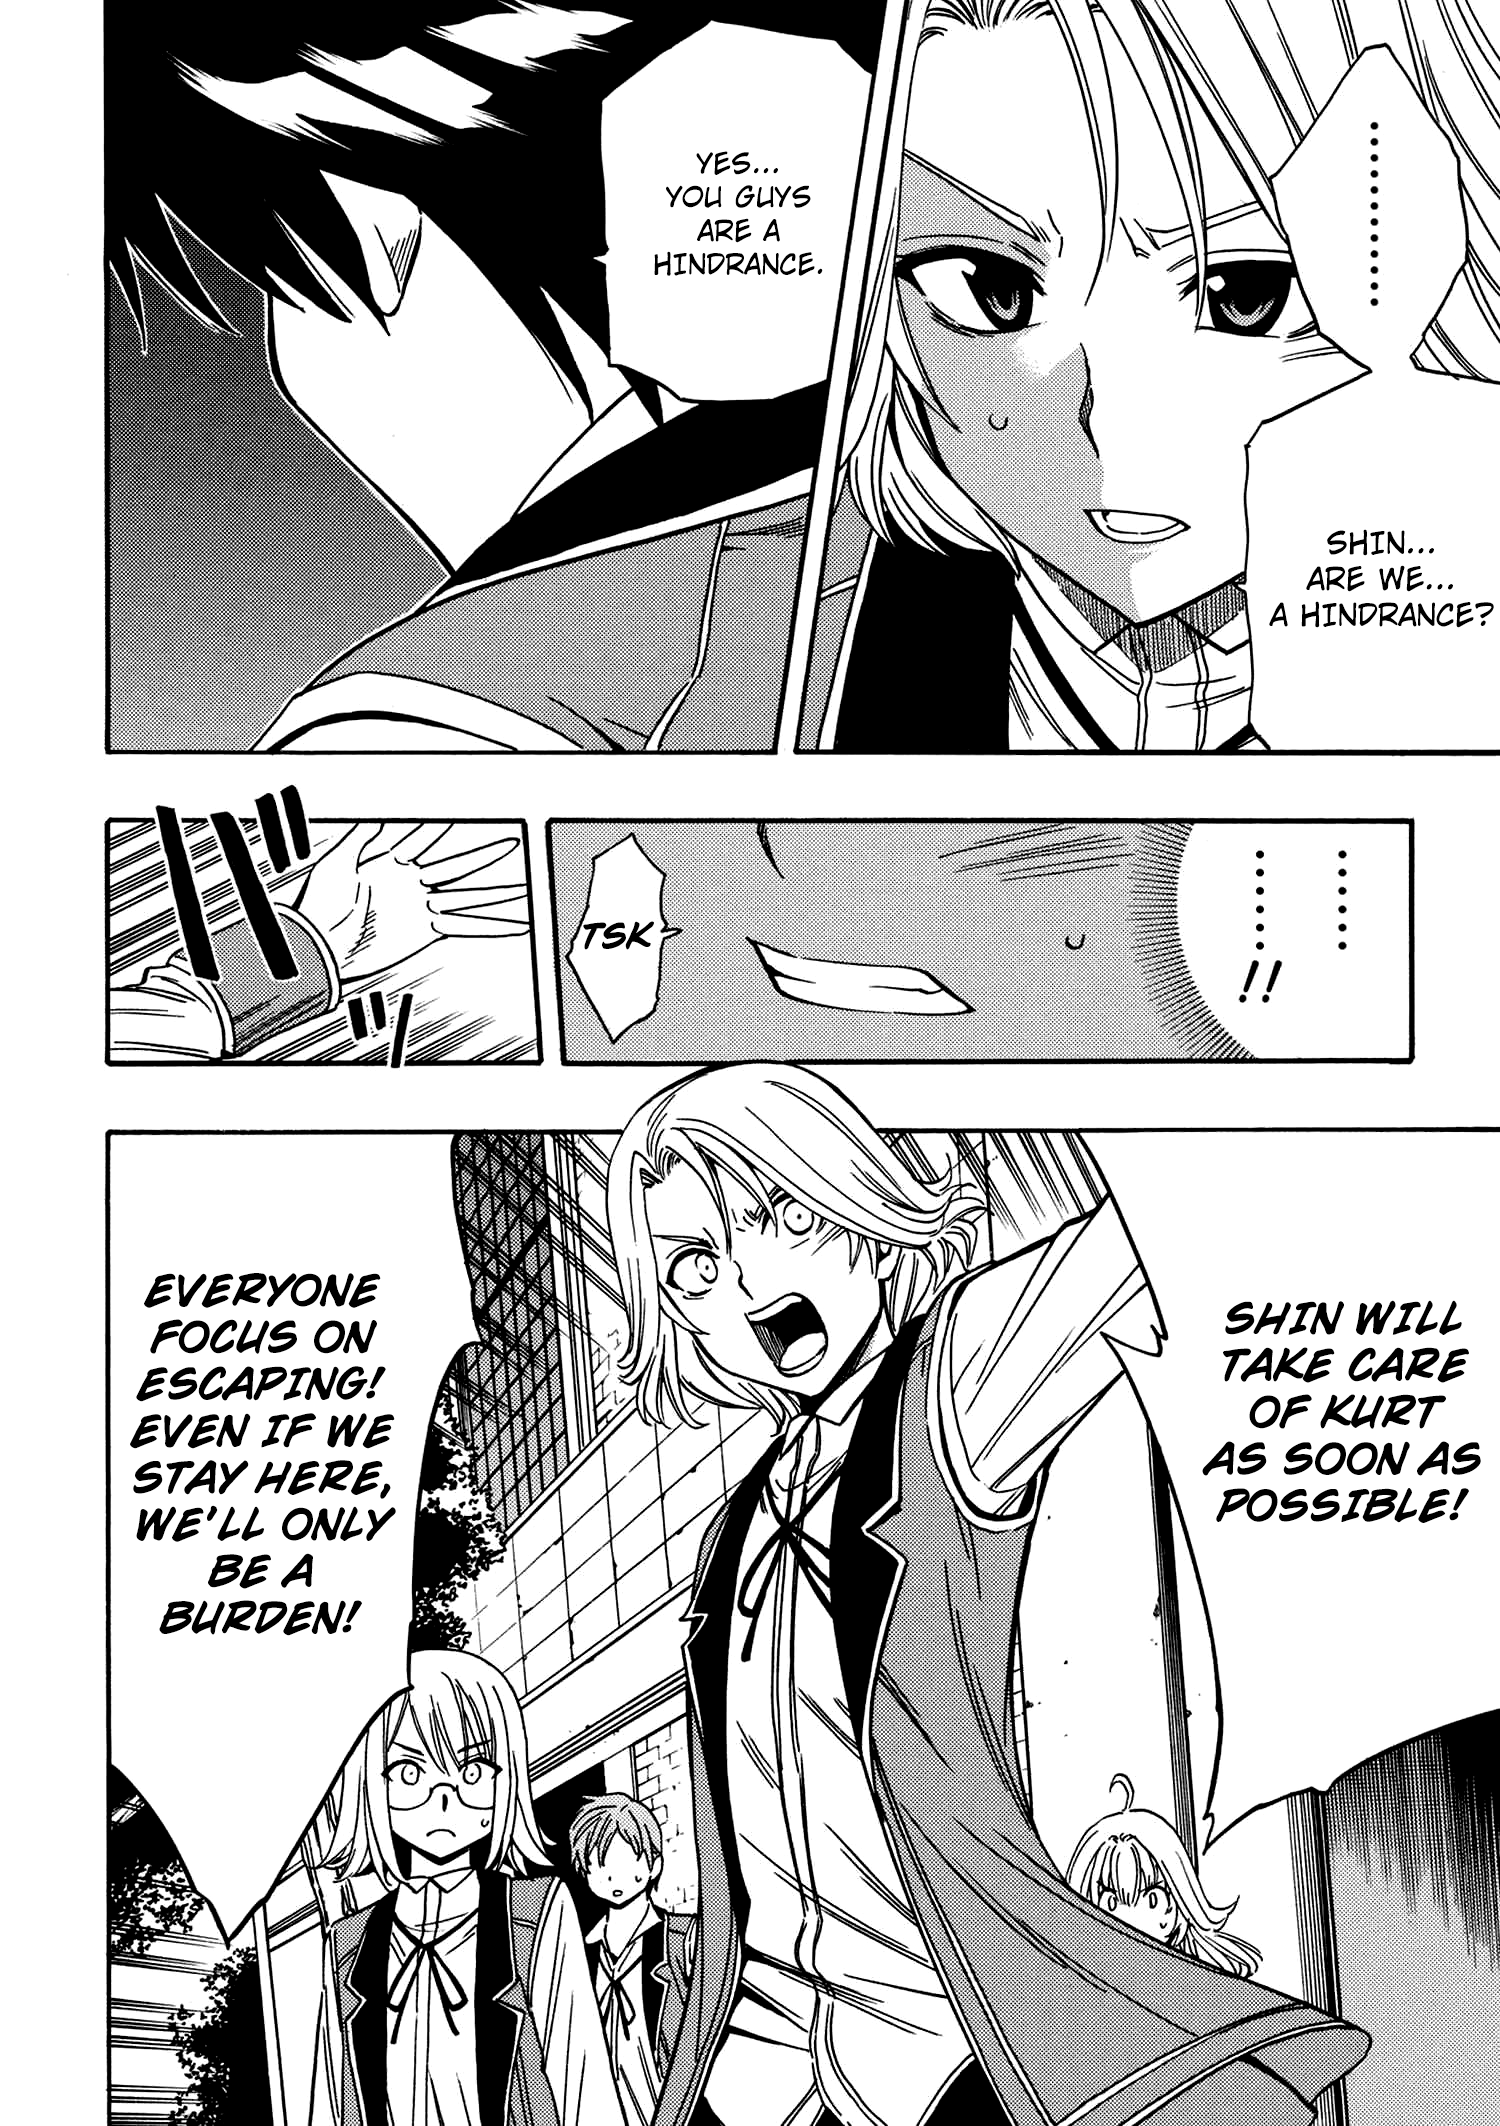 SHIN...
ARE WE...
A HINDRANCE?
YES...
YOU GUYS
ARE A
HINDRANCE.
!!
TSK
SHIN WILL
TAKE CARE
OF KURT
AS SOON AS
POSSIBLE!
EVERYONE
FOCUS ON
ESCAPING!
EVEN IF WE
STAY HERE,
WE'LL ONLY
BE A
BURDEN!